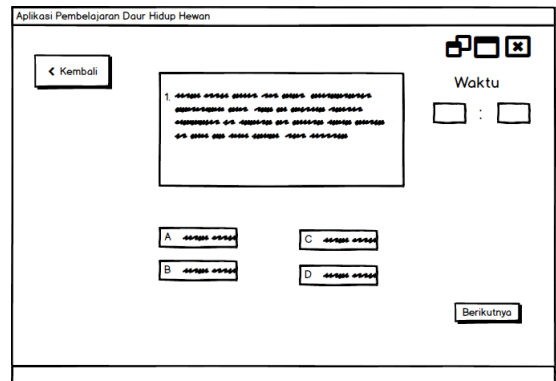 Aplikasi Pembelajaran Daur Hidup Hewan
< Kembali
Waktu
:
1.
A
C
B
D
Berikutnya